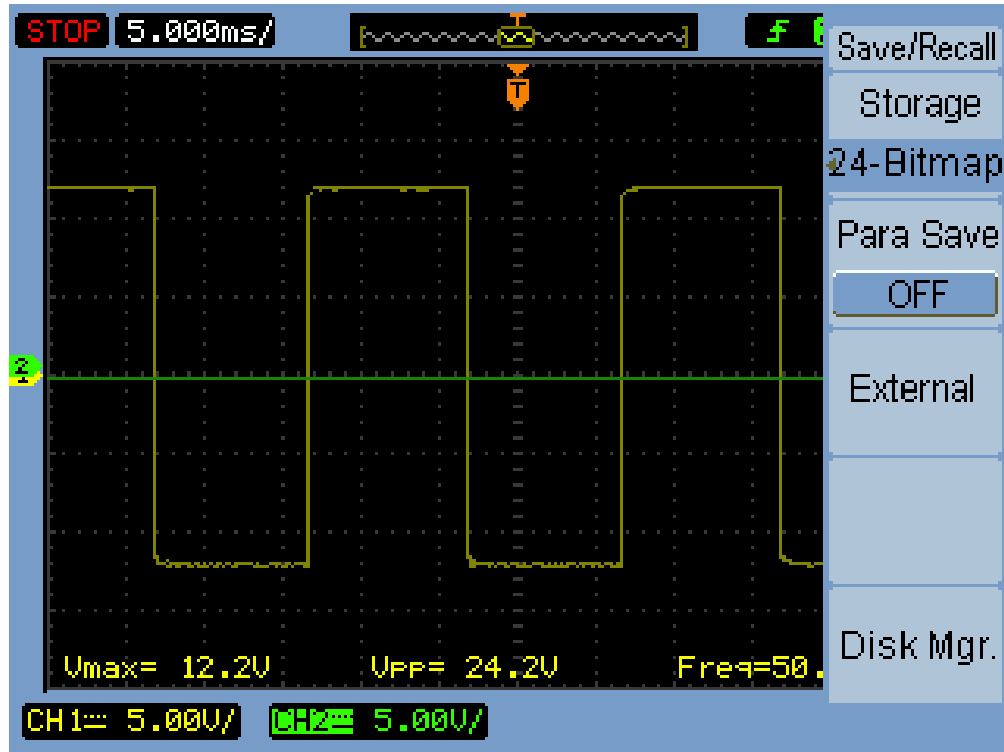 STOP 5.000ms/
T
Save/Recall
Storage
24-Bitmap
Para Save
OFF
2
External
Disk Mgr.
Vmax= 12.2V Vpp= 24.2V Freq=50.
CH1 5.00V/ CH2 5.00V/